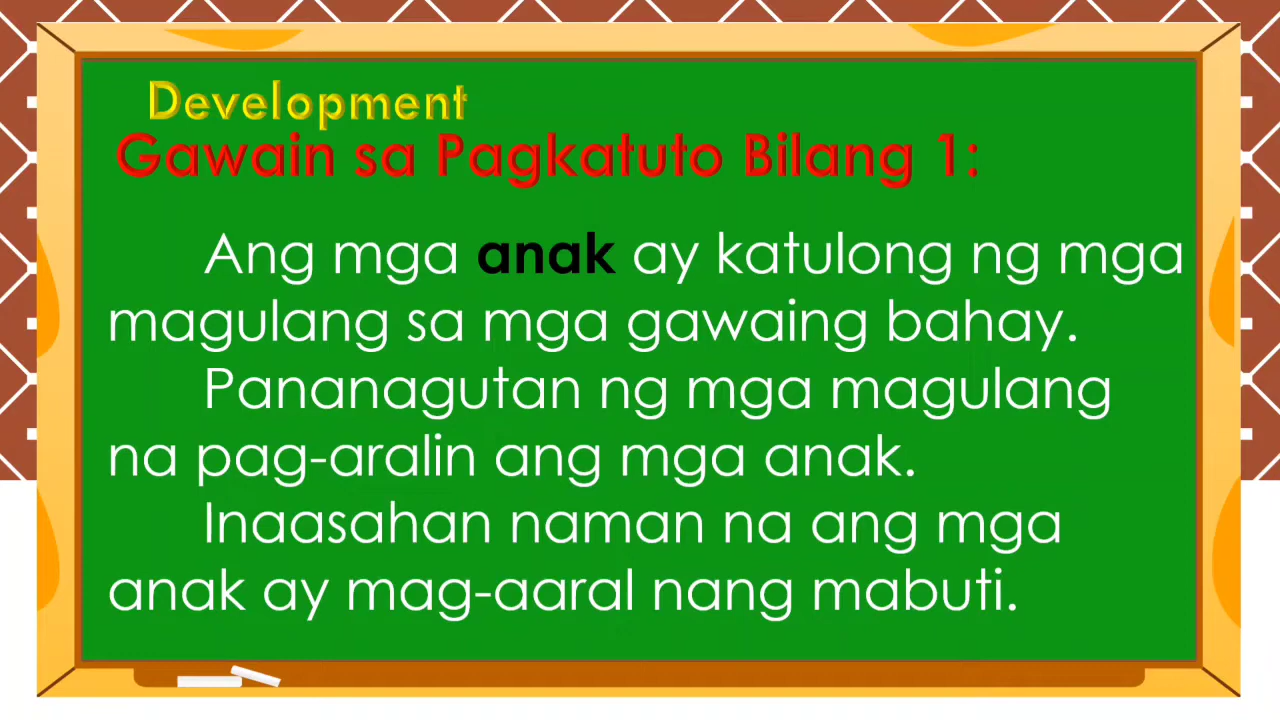 Development
Gawain sa Pagkatuto Bilang 1:
Ang mga anak ay katulong ng mga
magulang sa mga gawaing bahay.
Pananagutan ng mga magulang
na pag-aralin ang mga anak.
Inaasahan naman na ang mga
anak ay mag-aaral nang mabuti.